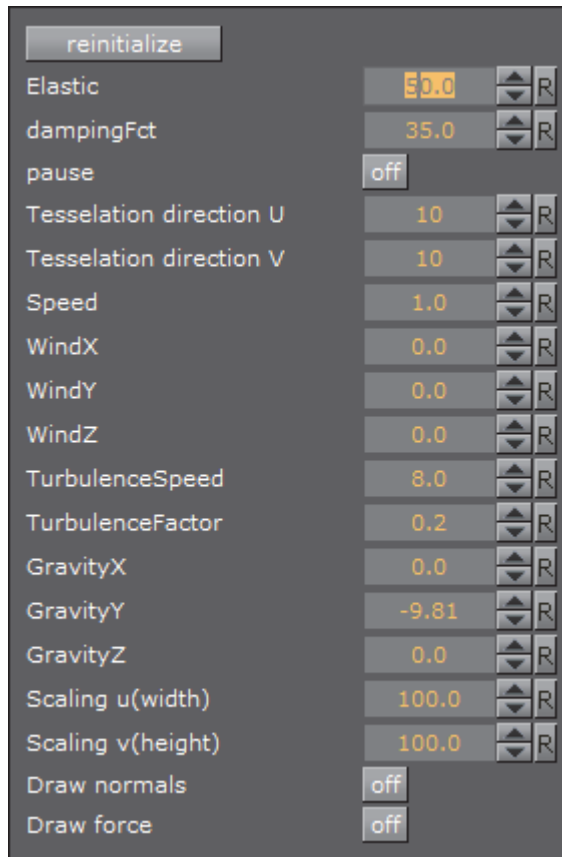 reinitialize
Elastic 50.0 R
dampingFct 35.0 R
pause off
Tesselation direction U 10 R
Tesselation direction V 10 R
Speed 1.0 R
WindX 0.0 R
WindY 0.0 R
WindZ 0.0 R
TurbulenceSpeed 8.0 R
TurbulenceFactor 0.2 R
GravityX 0.0 R
GravityY -9.81 R
GravityZ 0.0 R
Scaling u(width) 100.0 R
Scaling v(height) 100.0 R
Draw normals off
Draw force off